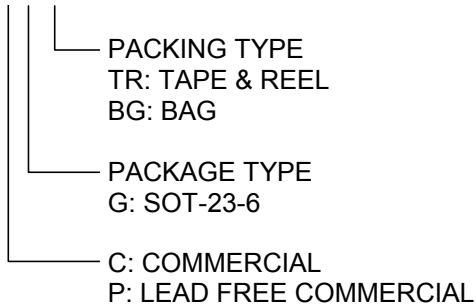 PACKING TYPE
TR: TAPE & REEL
BG: BAG
PACKAGE TYPE
G: SOT-23-6
C: COMMERCIAL
P: LEAD FREE COMMERCIAL